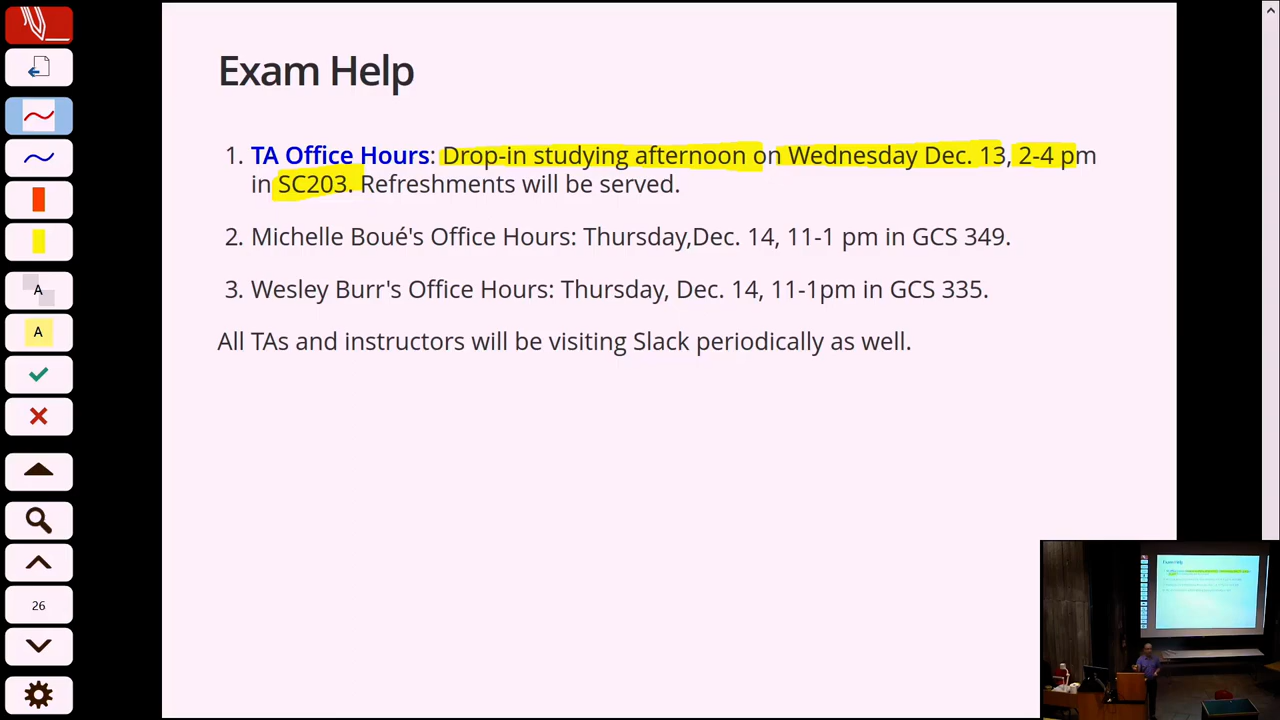 Exam Help
1. TA Office Hours: Drop-in studying afternoon on Wednesday Dec. 13, 2-4 pm
in SC203. Refreshments will be served.
2. Michelle Boué's Office Hours: Thursday,Dec. 14, 11-1 pm in GCS 349.
3. Wesley Burr's Office Hours: Thursday, Dec. 14, 11-1pm in GCS 335.
All TAs and instructors will be visiting Slack periodically as well.
A
A
26
Exam Help